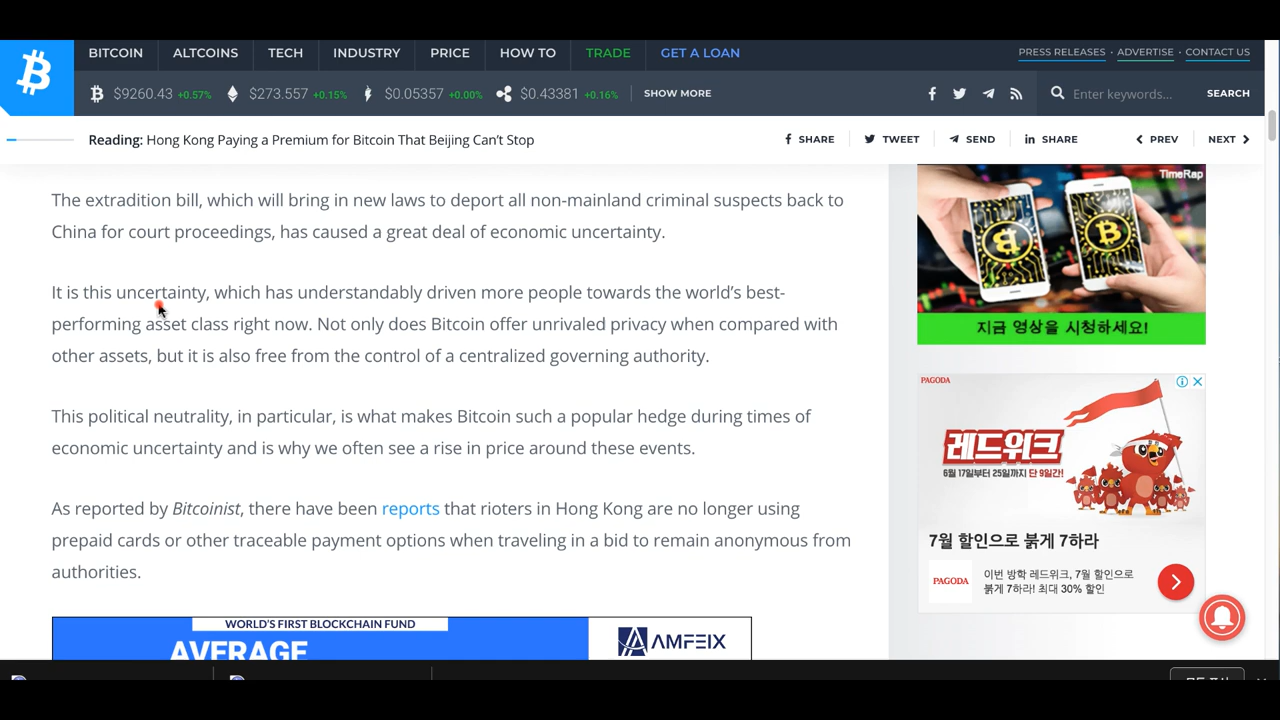 BITCOIN ALTCOINS TECH INDUSTRY PRICE HOW TO TRADE GET A LOAN PRESS RELEASES · ADVERTISE · CONTACT US
$9260.43 +0.57% $273.557 +0.15% $0.05357 +0.00% $0.43381 +0.16% SHOW MORE Enter keywords... SEARCH
Reading: Hong Kong Paying a Premium for Bitcoin That Beijing Can't Stop SHARE TWEET SEND SHARE PREV NEXT
The extradition bill, which will bring in new laws to deport all non-mainland criminal suspects back to
China for court proceedings, has caused a great deal of economic uncertainty.
It is this uncertainty, which has understandably driven more people towards the world's best-
performing asset class right now. Not only does Bitcoin offer unrivaled privacy when compared with
other assets, but it is also free from the control of a centralized governing authority.
This political neutrality, in particular, is what makes Bitcoin such a popular hedge during times of
economic uncertainty and is why we often see a rise in price around these events.
As reported by Bitcoinist, there have been reports that rioters in Hong Kong are no longer using
prepaid cards or other traceable payment options when traveling in a bid to remain anonymous from
authorities.
WORLD'S FIRST BLOCKCHAIN FUND
AVERAGE
AMFEIX
TimeRap
지금 영상을 시청하세요!
PAGODA
레드위크
6월 17일부터 25일까지 단 9일간!
7월 할인으로 붉게 7하라
PAGODA
이번 방학 레드위크, 7월 할인으로
붉게 7하라! 최대 30% 할인